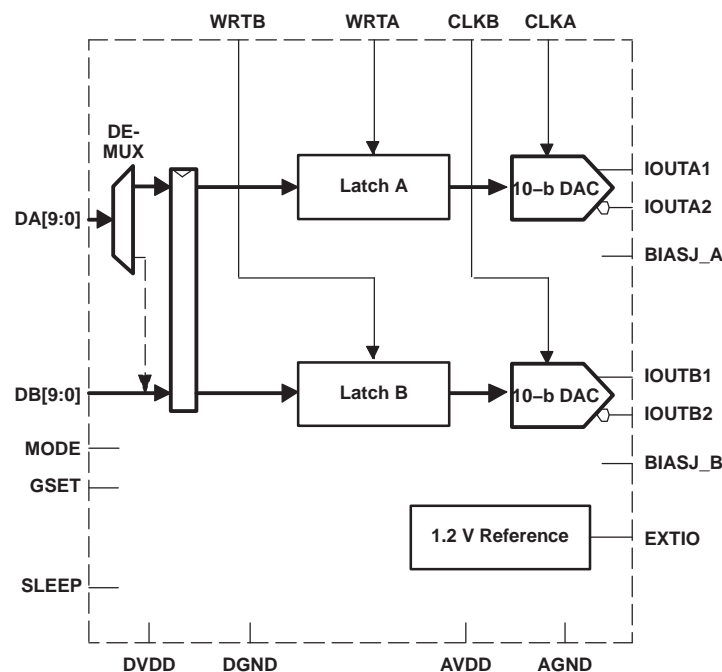 WRTB WRTA CLKB CLKA
DE-
MUX
Latch A
10–b DAC
IOUTA1
DA[9:0]
IOUTA2
BIASJ_A
IOUTB1
DB[9:0]
Latch B
10–b DAC
IOUTB2
MODE
BIASJ_B
GSET
1.2 V Reference
EXTIO
SLEEP
DVDD DGND AVDD AGND